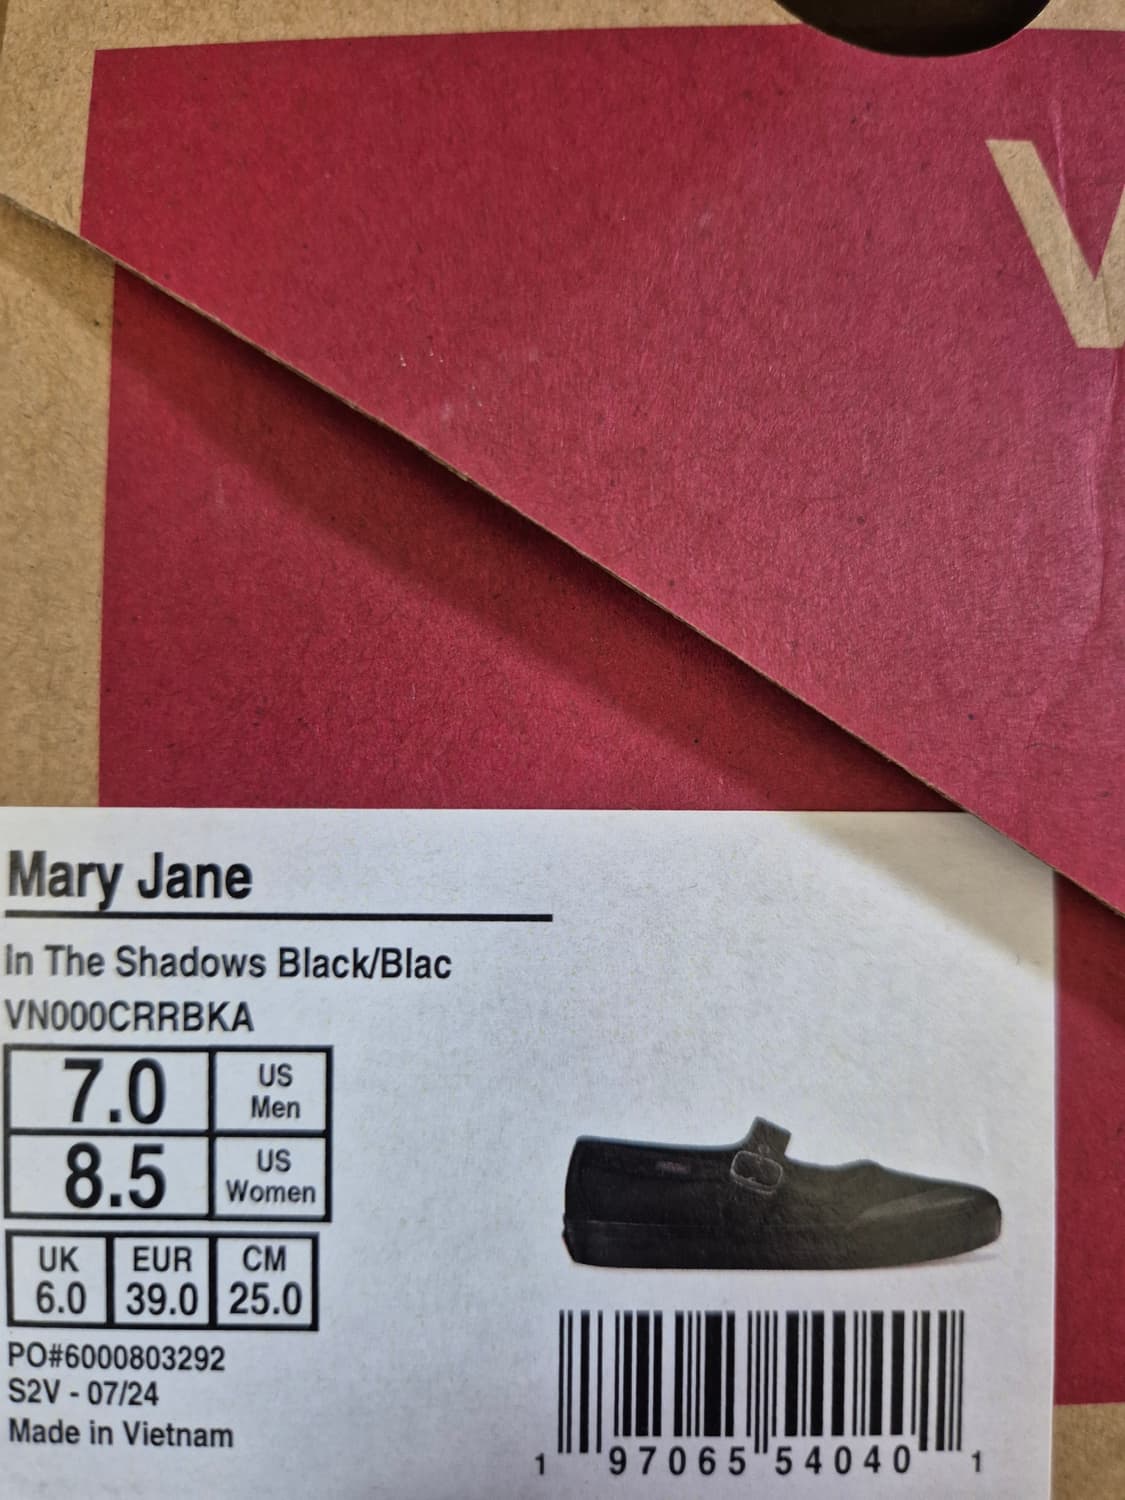 V
Mary Jane
In The Shadows Black/Blac
VN000CRRBKA
7.0 US Men
8.5 US Women
UK EUR CM
6.0 39.0 25.0
PO#6000803292
S2V - 07/24
Made in Vietnam
1 97065 54040 1